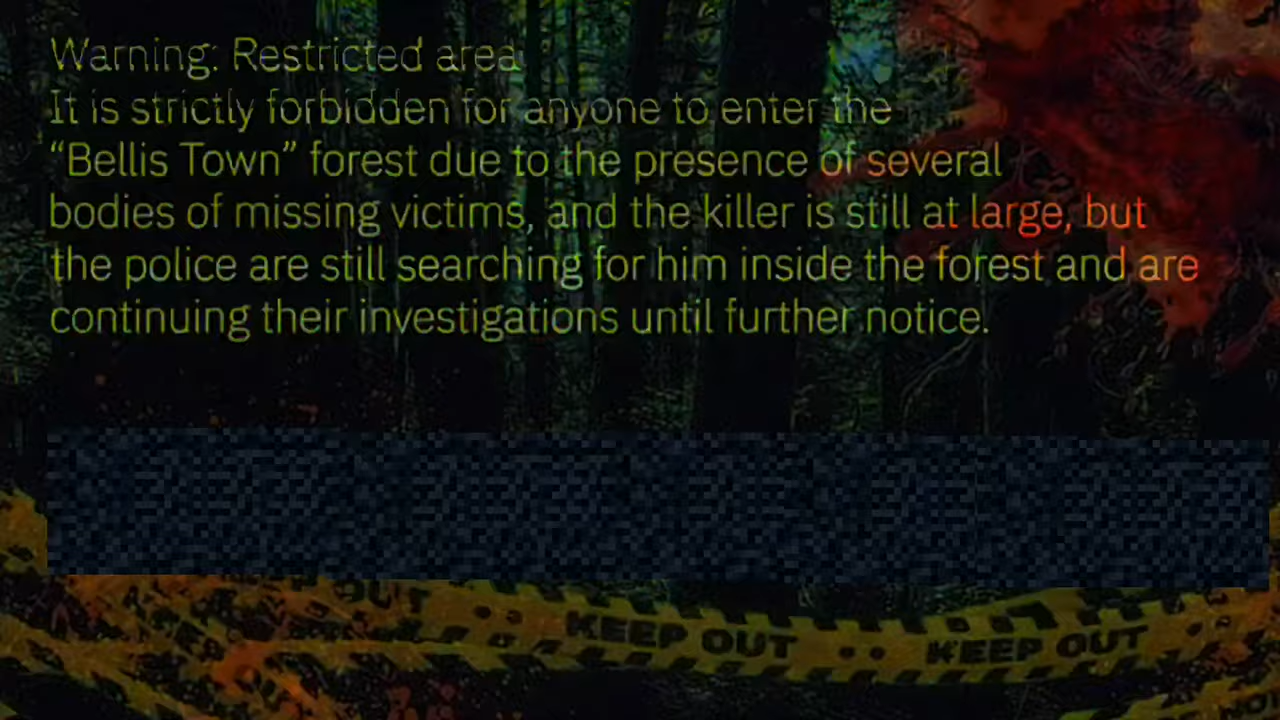 Warning: Restricted area
It is strictly forbidden for anyone to enter the
“Bellis Town” forest due to the presence of several
bodies of missing victims, and the killer is still at large, but
the police are still searching for him inside the forest and are
continuing their investigations until further notice.
OUT
KEEP OUT KEEP OUT